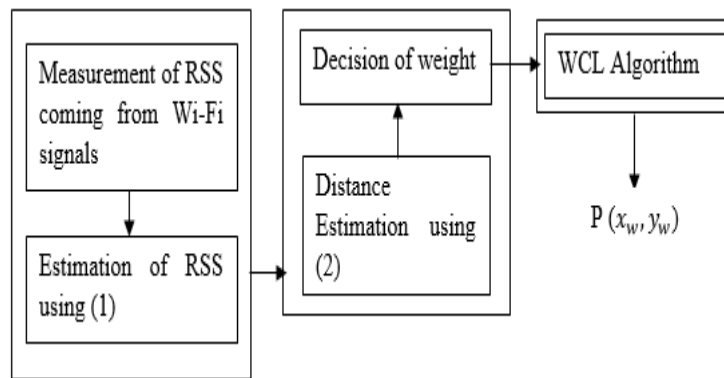 Measurement of RSS
coming from Wi-Fi
signals
Estimation of RSS
using (1)
Decision of weight
Distance
Estimation using
(2)
WCL Algorithm
P (x_w, y_w)